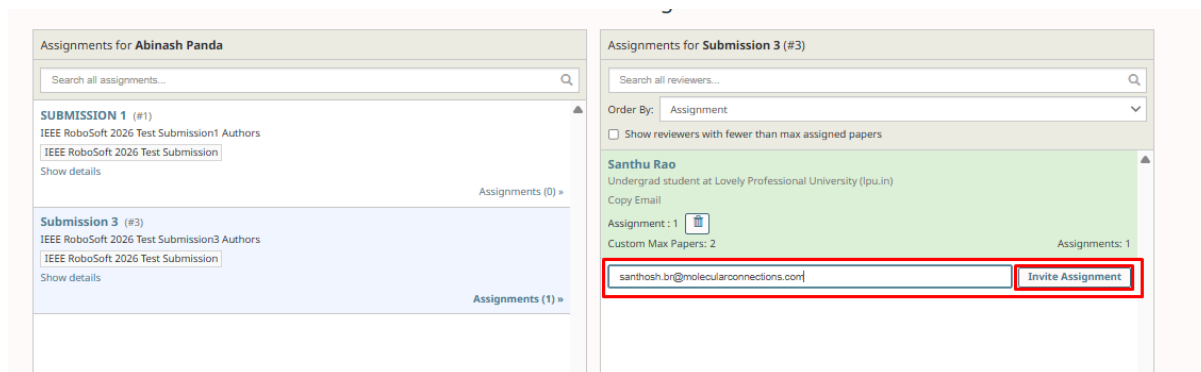 Assignments for Abinash Panda
Search all assignments...
SUBMISSION 1 (#1)
IEEE RoboSoft 2026 Test Submission1 Authors
IEEE RoboSoft 2026 Test Submission
Show details
Assignments (0) »
Submission 3 (#3)
IEEE RoboSoft 2026 Test Submission3 Authors
IEEE RoboSoft 2026 Test Submission
Show details
Assignments (1) »
Assignments for Submission 3 (#3)
Search all reviewers...
Order By: Assignment
Show reviewers with fewer than max assigned papers
Santhu Rao
Undergrad student at Lovely Professional University (lpu.in)
Copy Email
Assignment : 1
Custom Max Papers: 2 Assignments: 1
santhosh.br@molecularconnections.com Invite Assignment